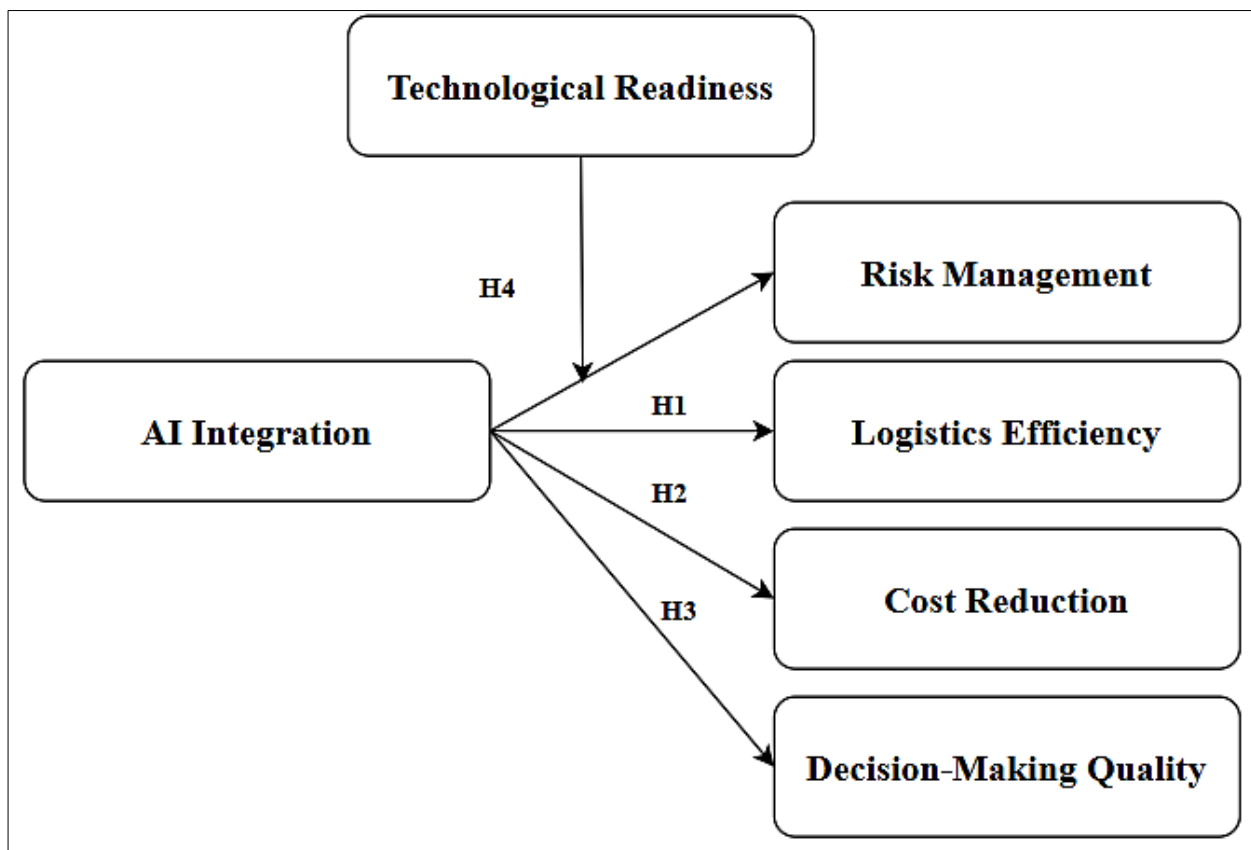 Technological Readiness
Risk Management
H4
AI Integration
H1
Logistics Efficiency
H2
Cost Reduction
H3
Decision-Making Quality